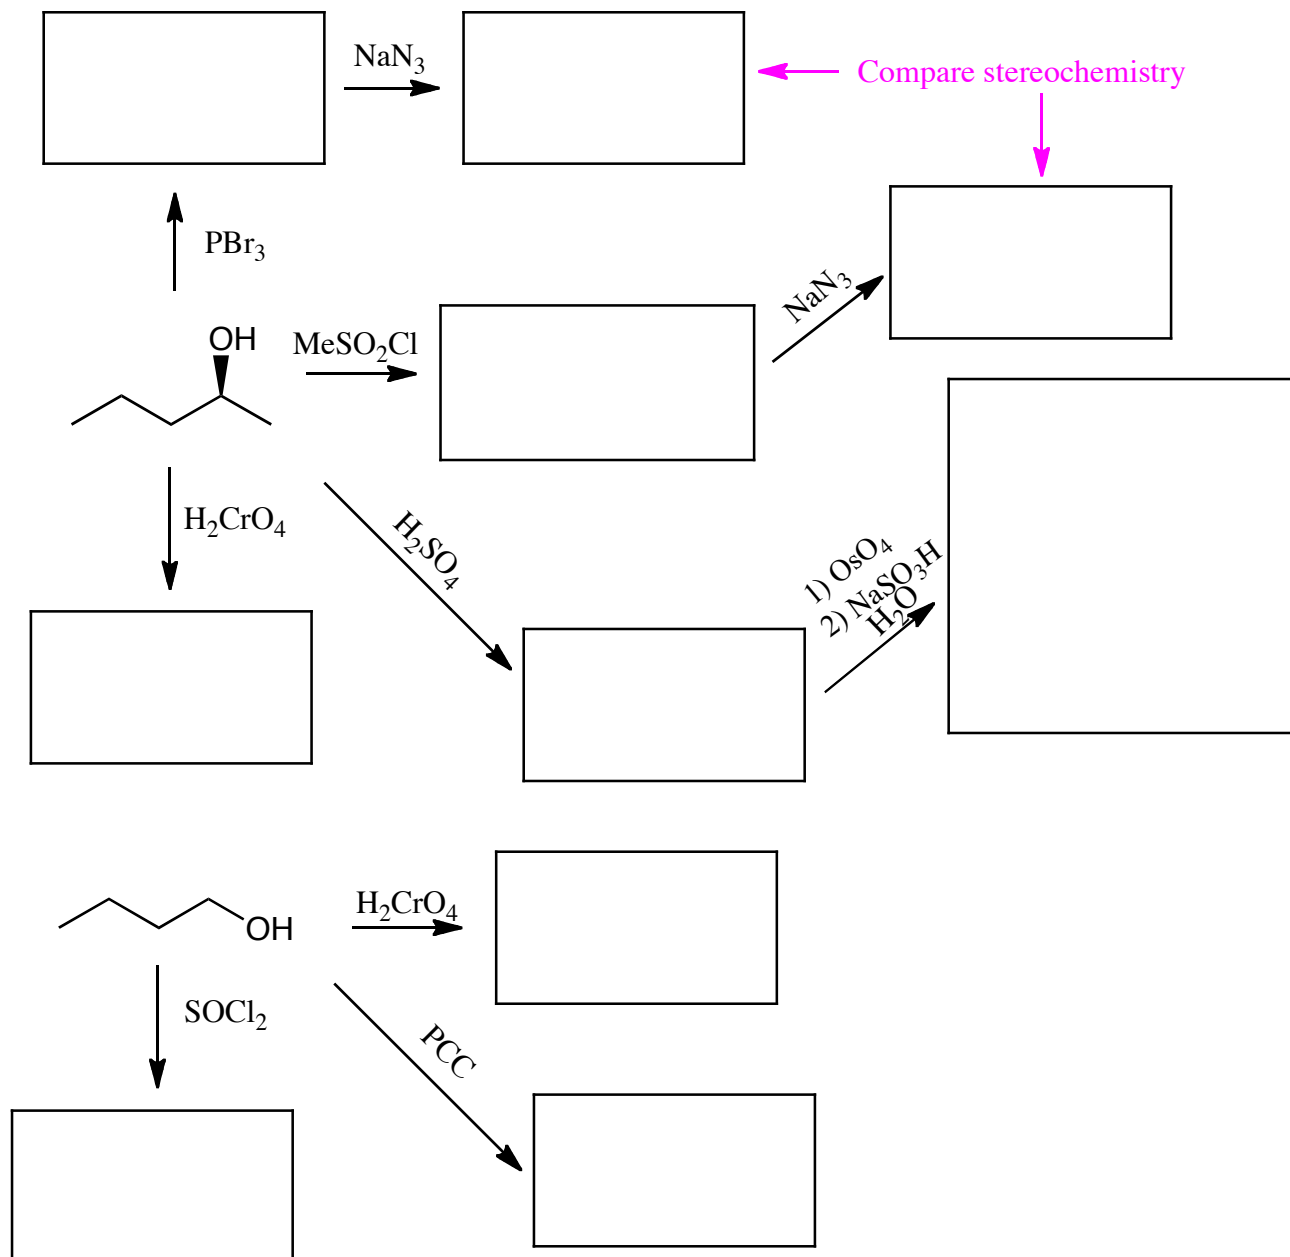 NaN₃
Compare stereochemistry
PBr₃
NaN₃
OH
MeSO₂Cl
H₂CrO₄
H₂SO₄
1) OsO₄
2) NaSO₃H
H₂O
H₂CrO₄
OH
SOCl₂
PCC